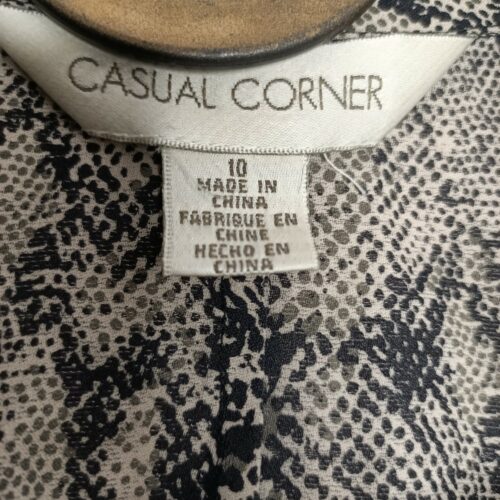 CASUAL CORNER
10
MADE IN
CHINA
FABRIQUE EN
CHINE
HECHO EN
CHINA